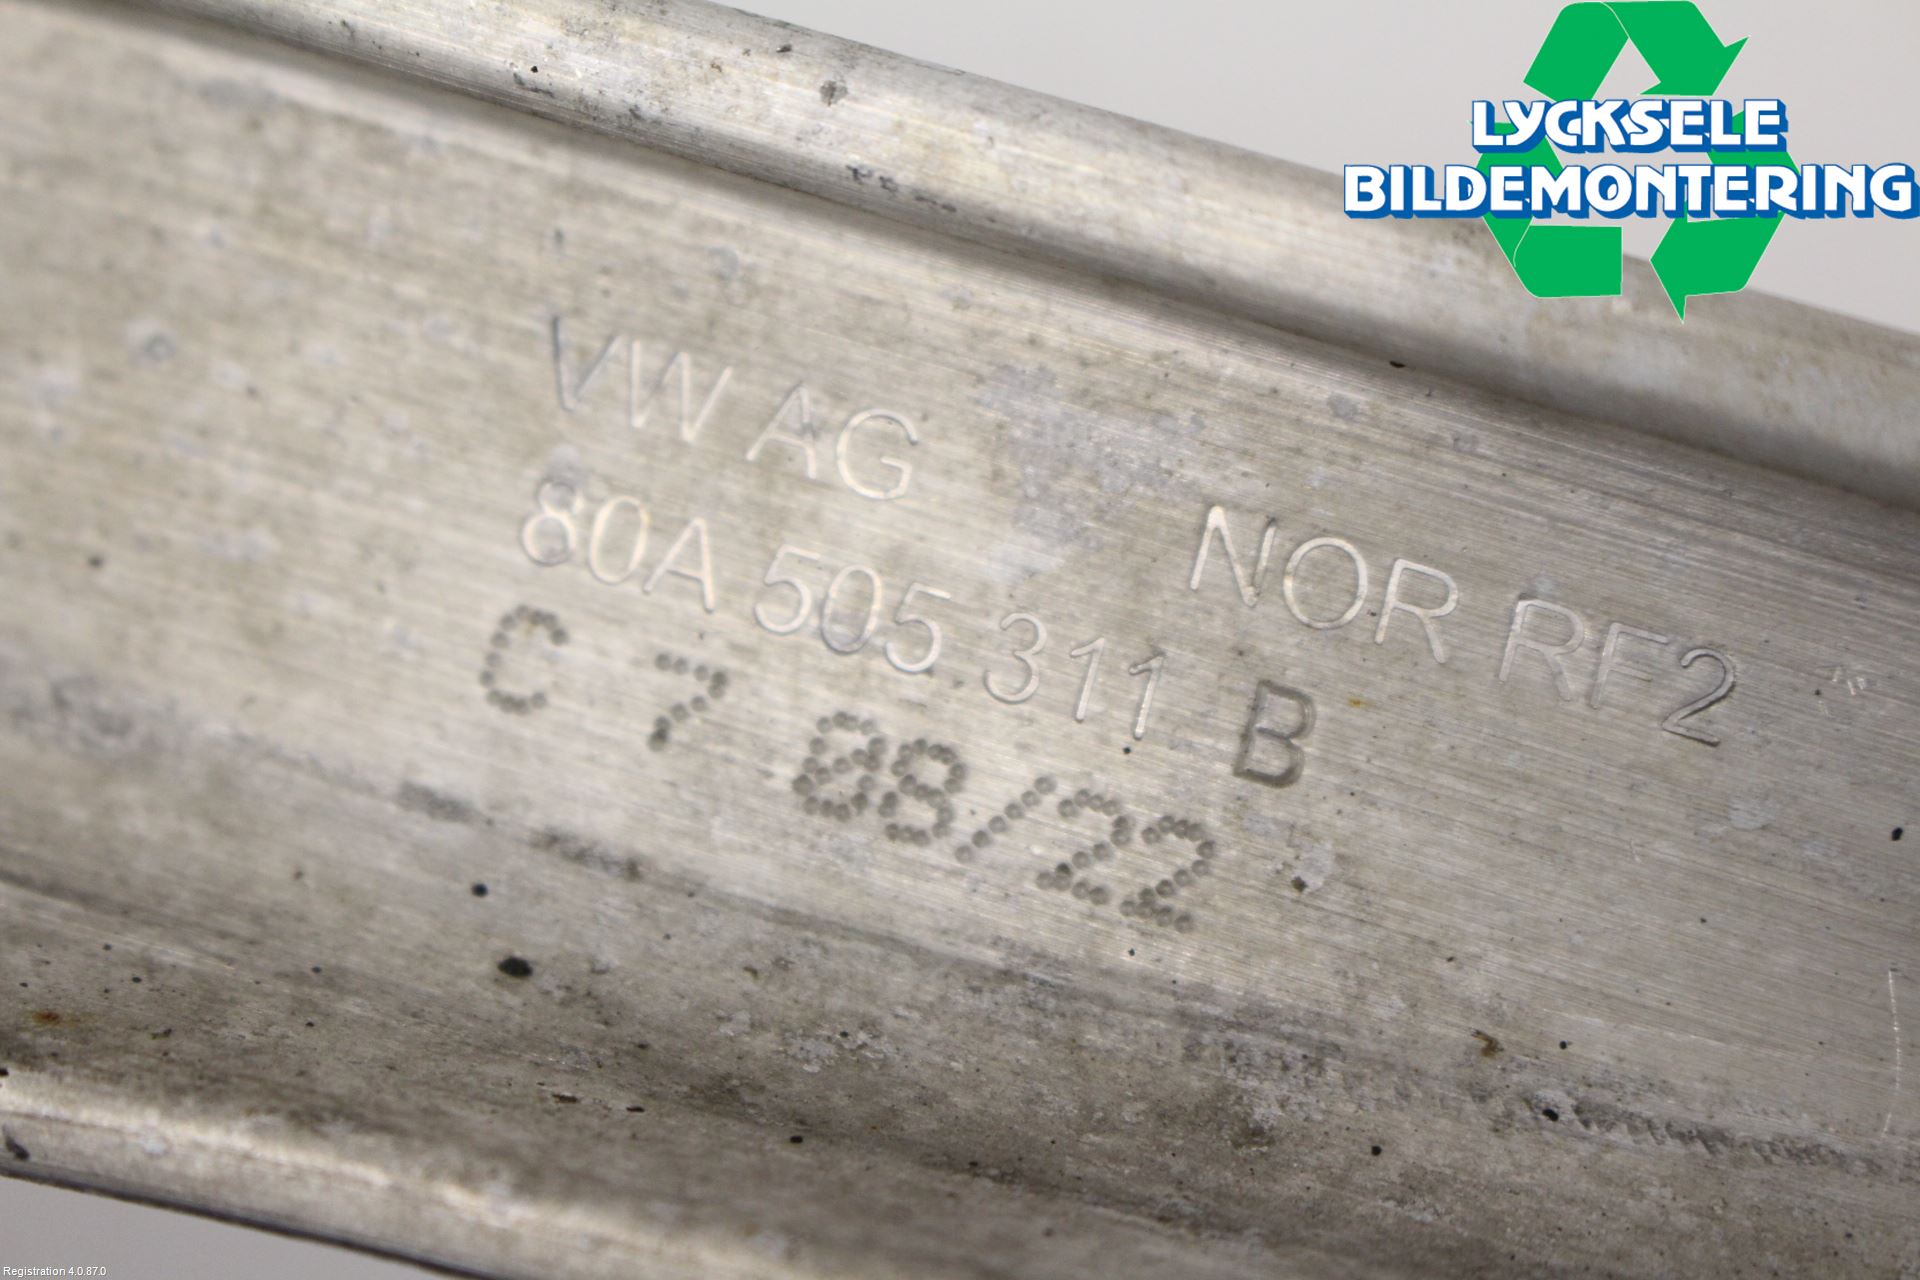 LYCKSELE
BILDEMONTERING
VW AG
80A 505 311 B
NOR RF2
C 7 08/22
Registration 4.0.87.0